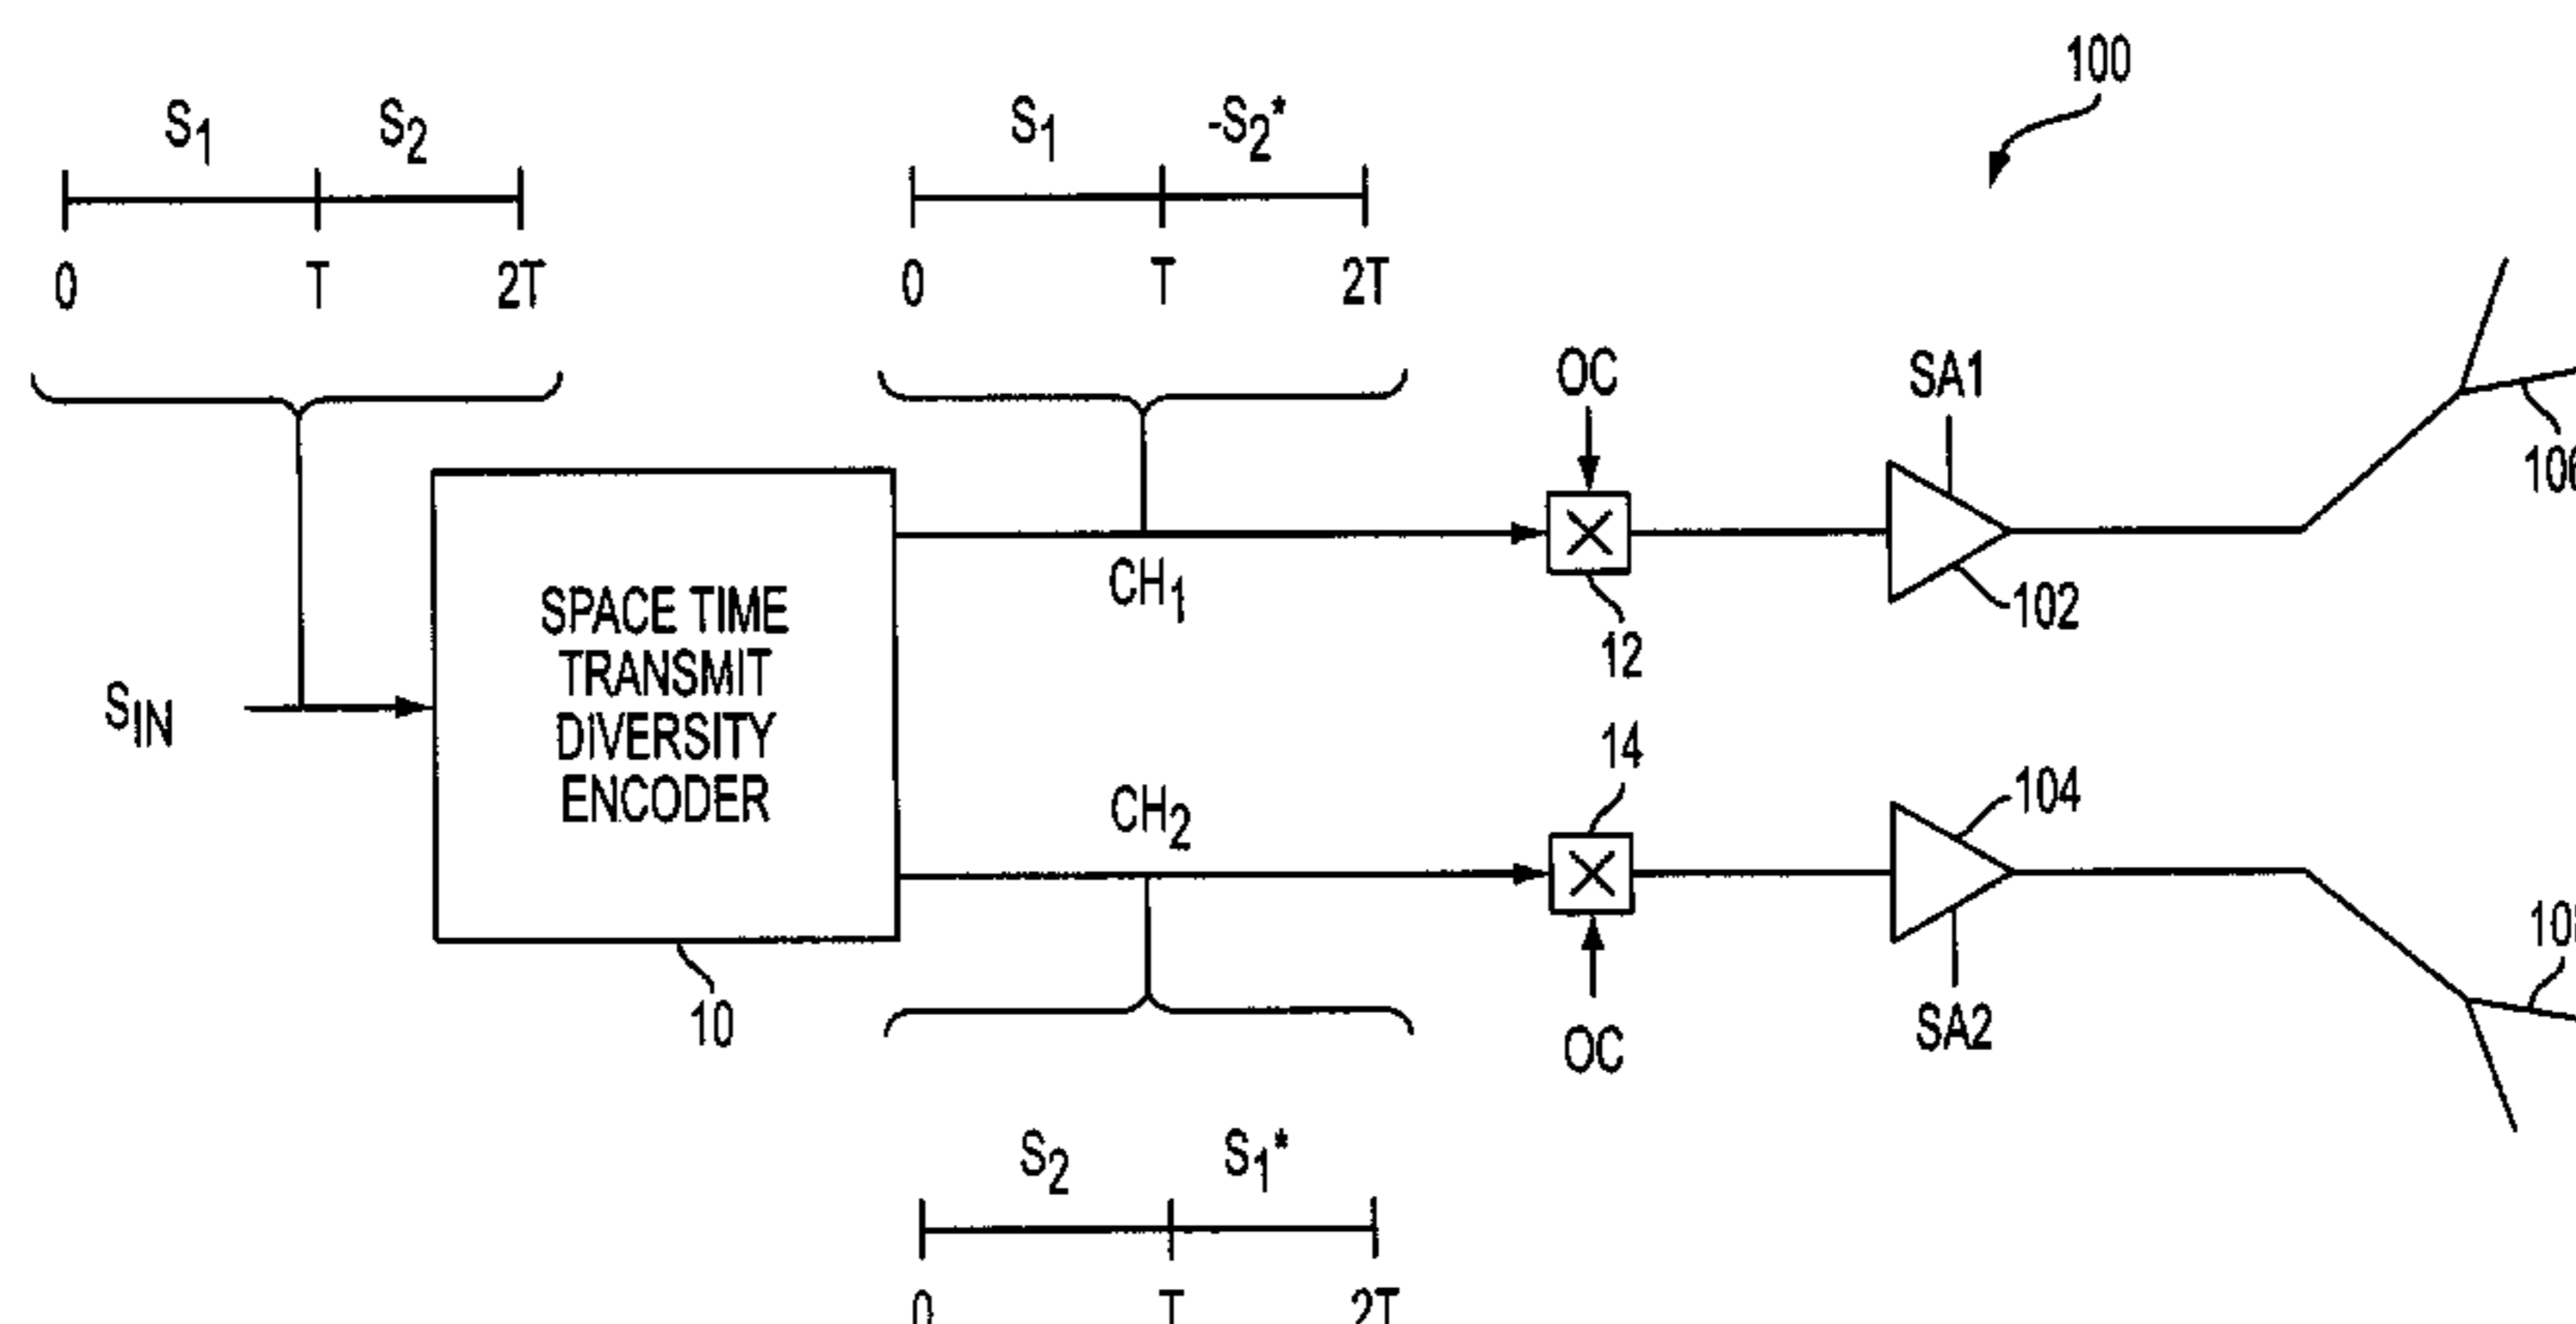 100
S1 S2
S1 -S2*
0 T 2T
0 T 2T
OC
SA1
106
CH1
102
12
SPACE TIME
TRANSMIT
DIVERSITY
ENCODER
SIN
14
104
CH2
10
OC
SA2
S2 S1*
0 T 2T